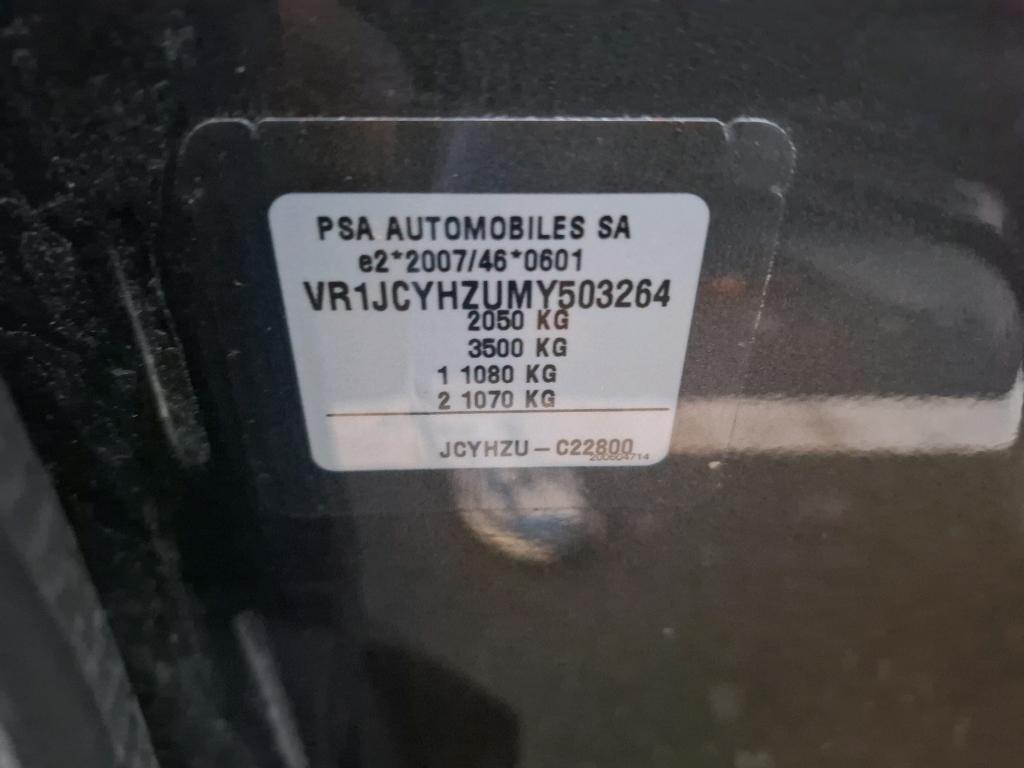 PSA AUTOMOBILES SA
e2*2007/46*0601
VR1JCYHZUMY503264
2050 KG
3500 KG
1 1080 KG
2 1070 KG
JCYHZU – C22800
200604714